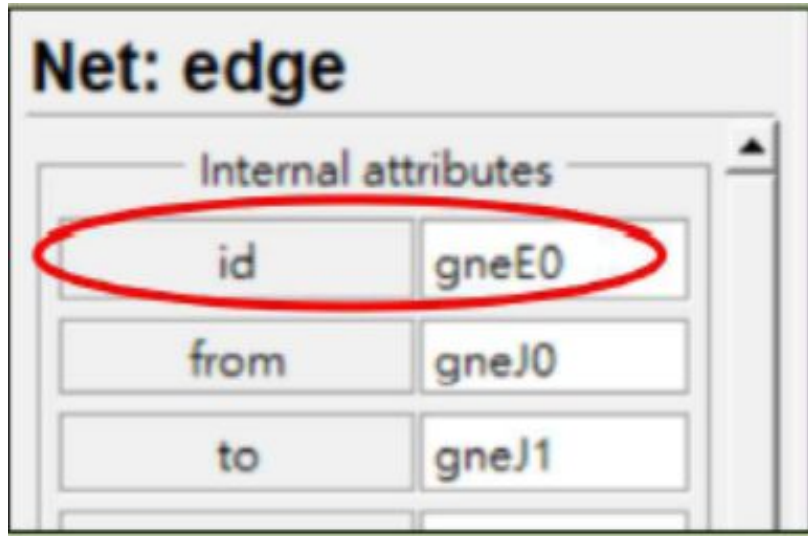 Net: edge
Internal attributes
id gneE0
from gneJ0
to gneJ1